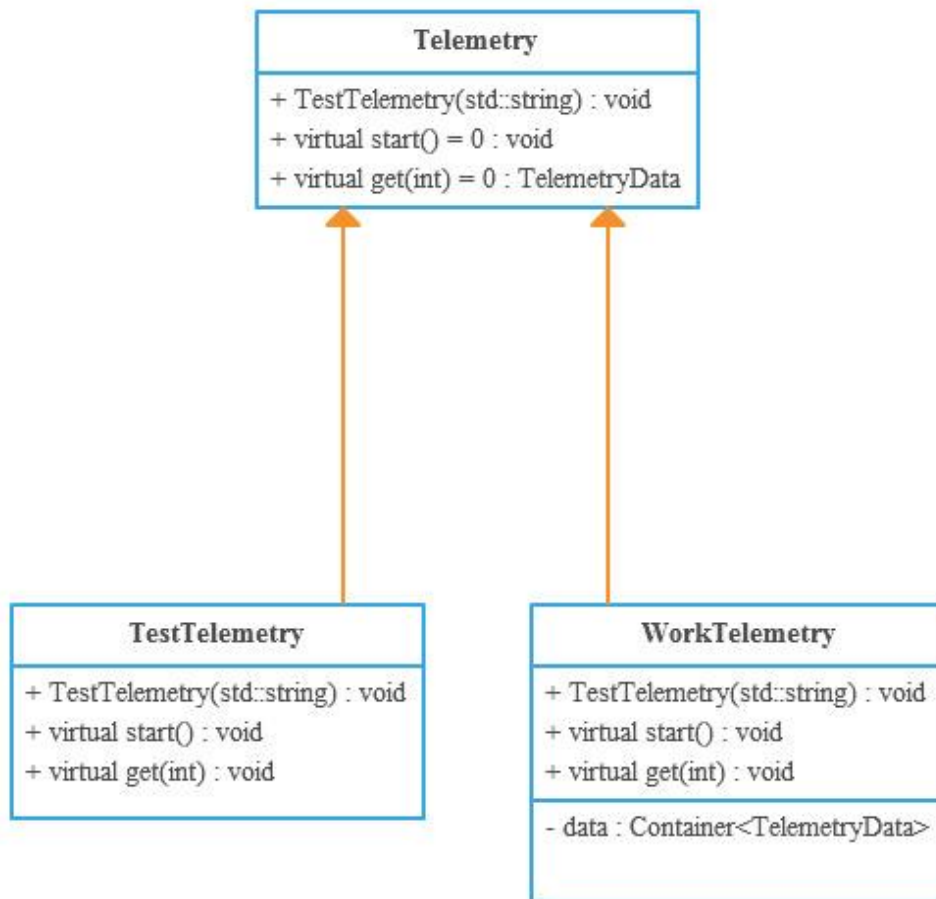 Telemetry
+ TestTelemetry(std::string) : void
+ virtual start() = 0 : void
+ virtual get(int) = 0 : TelemetryData
TestTelemetry
+ TestTelemetry(std::string) : void
+ virtual start() : void
+ virtual get(int) : void
WorkTelemetry
+ TestTelemetry(std::string) : void
+ virtual start() : void
+ virtual get(int) : void
- data : Container<TelemetryData>